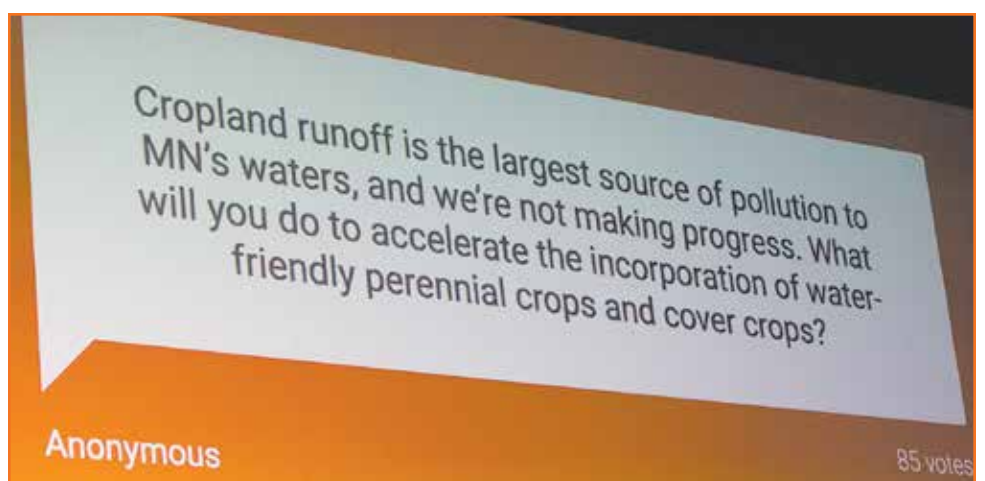 Cropland runoff is the largest source of pollution to
MN's waters, and we're not making progress. What
will you do to accelerate the incorporation of water-
friendly perennial crops and cover crops?
Anonymous
85 votes